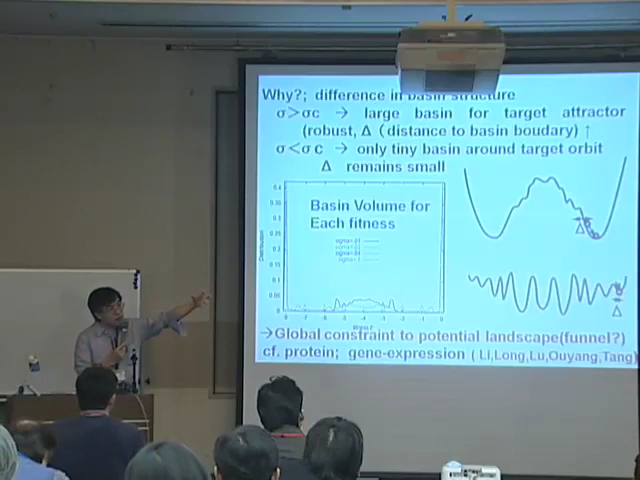 Why?; difference in basin structure
σ>σc → large basin for target attractor
(robust, Δ (distance to basin boudary) ↑
σ<σc → only tiny basin around target orbit
Δ remains small
Basin Volume for
Each fitness
Distribution
Δ
Δ
→Global constraint to potential landscape(funnel?)
cf. protein; gene-expression ( Li,Long,Lu,Ouyang,Tang)